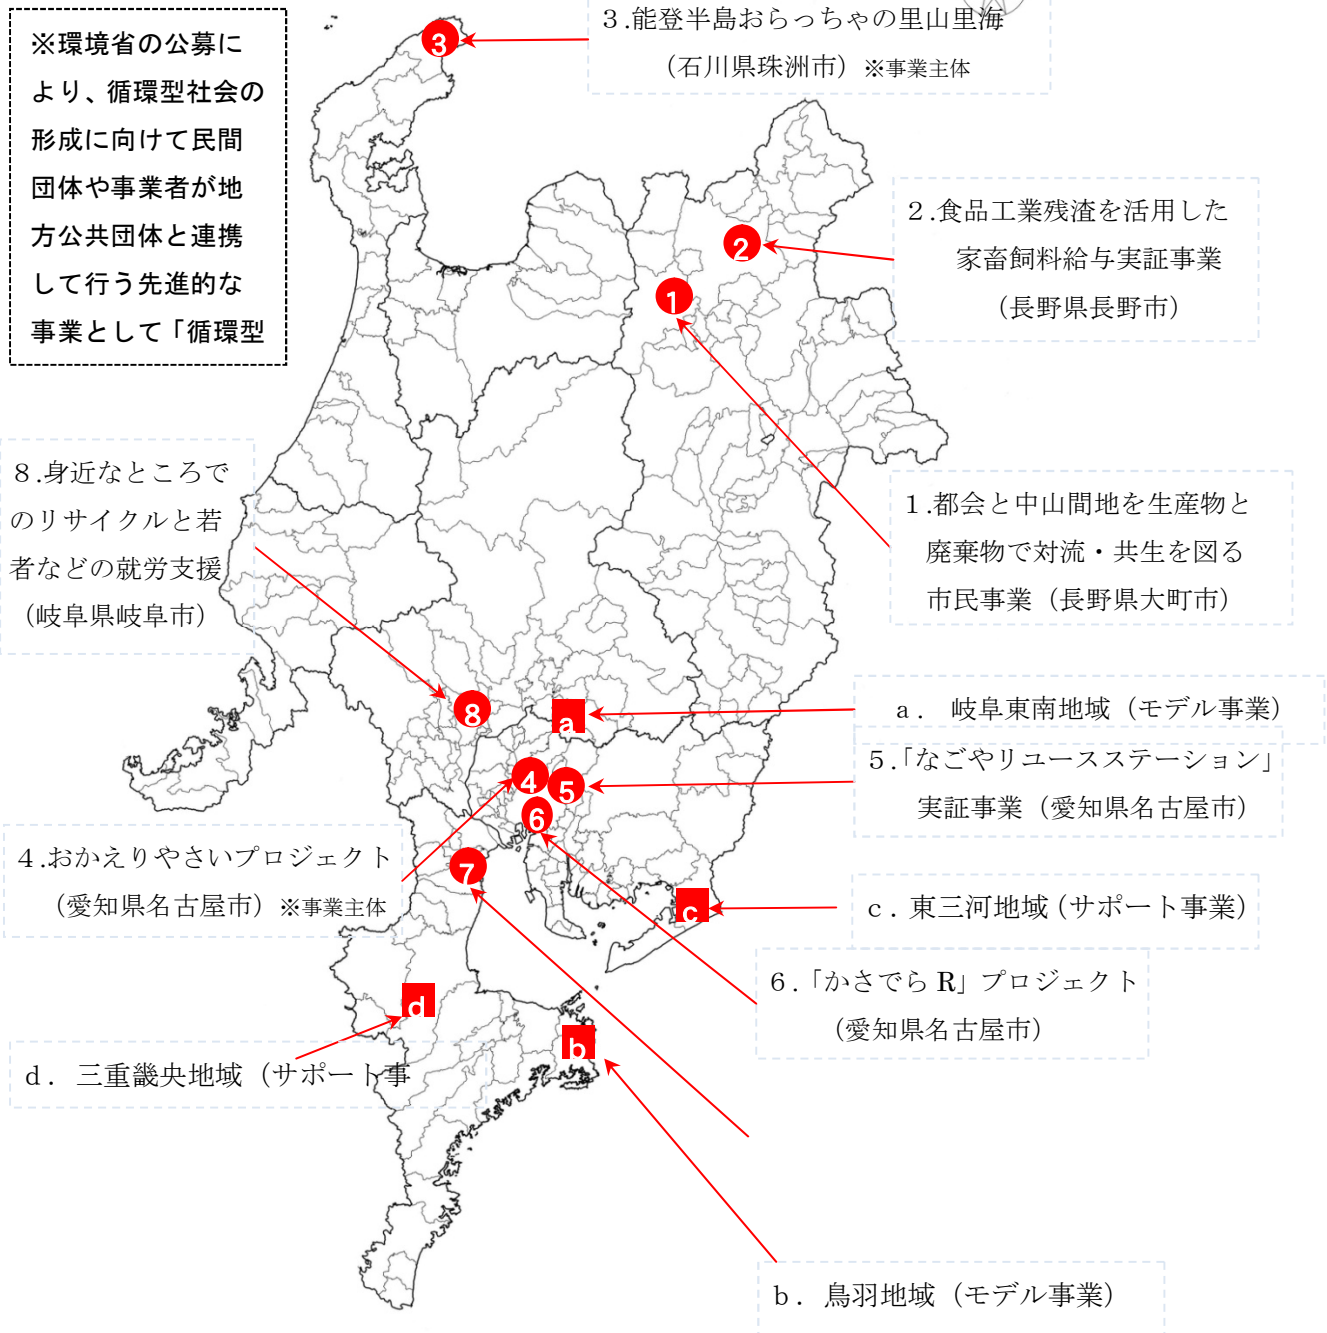 ※環境省の公募に
より、循環型社会の
形成に向けて民間
団体や事業者が地
方公共団体と連携
して行う先進的な
事業として「循環型
３.能登半島おらっちゃの里山里海
（石川県珠洲市）※事業主体
２.食品工業残渣を活用した
家畜飼料給与実証事業
（長野県長野市）
１.都会と中山間地を生産物と
廃棄物で対流・共生を図る
市民事業（長野県大町市）
８.身近なところで
のリサイクルと若
者などの就労支援
（岐阜県岐阜市）
ａ． 岐阜東南地域（モデル事業）
５.「なごやリユースステーション」
実証事業（愛知県名古屋市）
４.おかえりやさいプロジェクト
（愛知県名古屋市）※事業主体
ｃ．東三河地域（サポート事業）
６.「かさでら R」プロジェクト
（愛知県名古屋市）
ｄ． 三重畿央地域（サポート事
ｂ． 鳥羽地域（モデル事業）
3
2
1
8
a
4
5
6
7
c
d
b